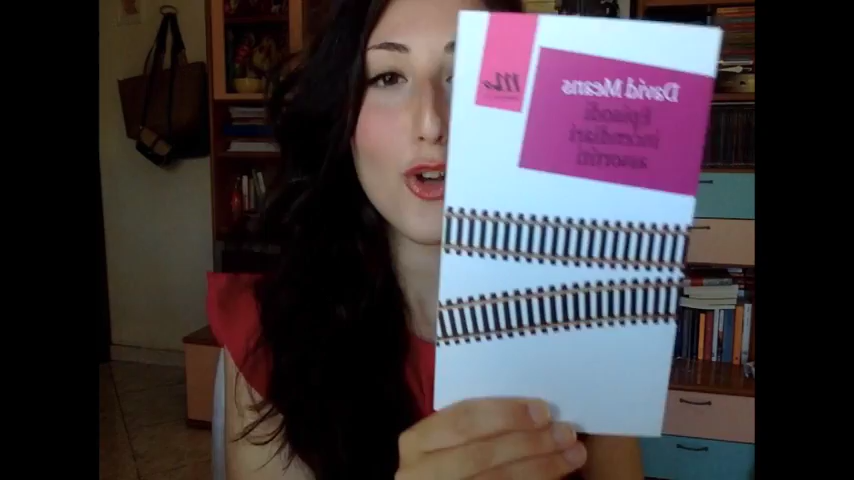 David Means
Episodi
incendiari
assortiti
m